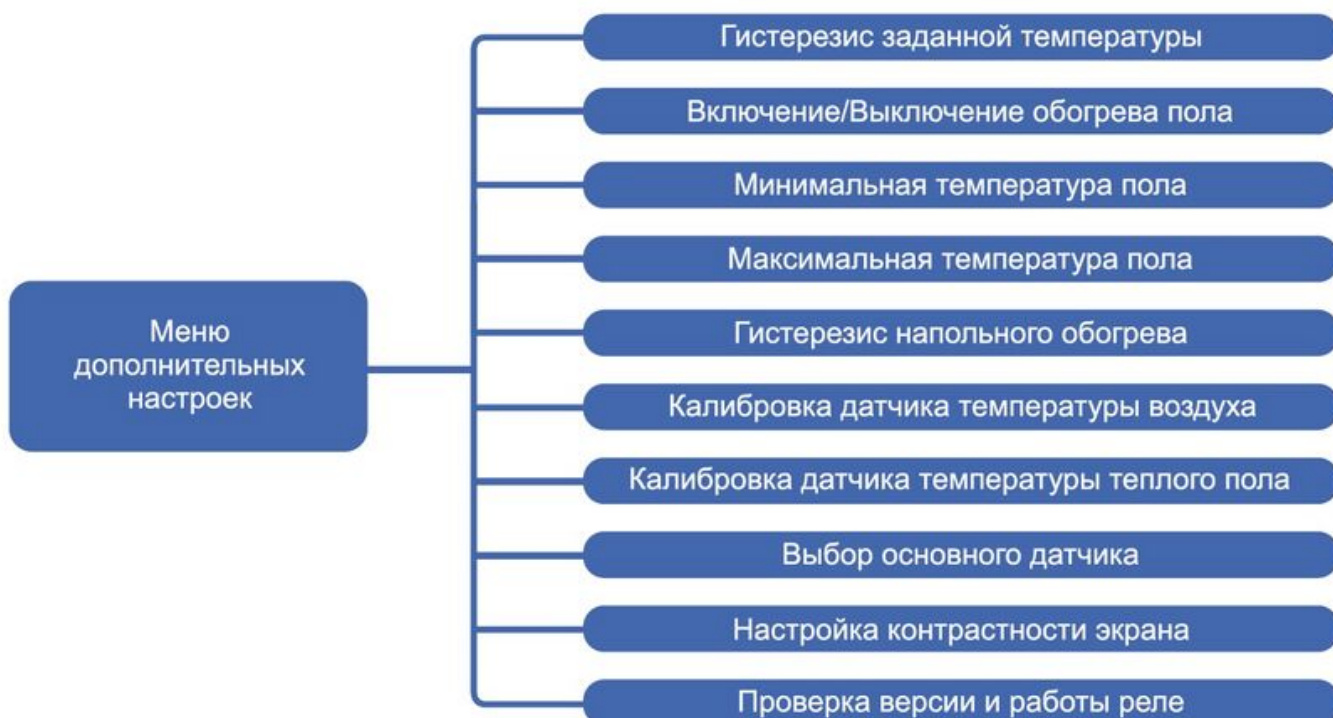 Гистерезис заданной температуры
Включение/Выключение обогрева пола
Минимальная температура пола
Максимальная температура пола
Меню
дополнительных
настроек
Гистерезис напольного обогрева
Калибровка датчика температуры воздуха
Калибровка датчика температуры теплого пола
Выбор основного датчика
Настройка контрастности экрана
Проверка версии и работы реле